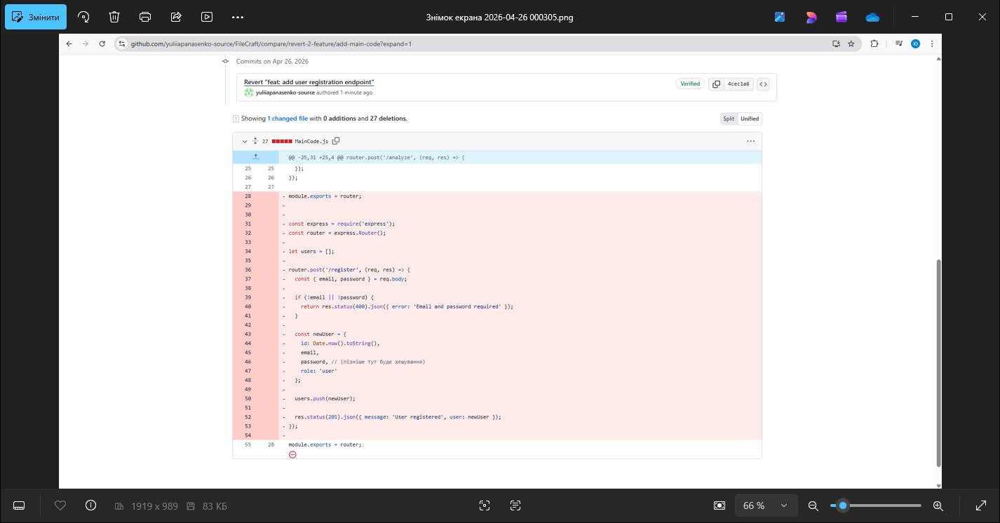 Змінити
Знімок екрана 2026-04-26 000305.png
github.com/yuliiapanasenko-source/FileCraft/compare/revert-2-feature/add-main-code?expand=1
Ю
Commits on Apr 26, 2026
Revert "feat: add user registration endpoint"
yuliiapanasenko-source authored 1 minute ago
Verified
4cec1a6
Showing 1 changed file with 0 additions and 27 deletions.
Split Unified
27 MainCode.js
@@ -25,31 +25,4 @@ router.post('/analyze', (req, res) => {
25 25 });
26 26 });
27 27
28 - module.exports = router;
29 -
30 -
31 - const express = require('express');
32 - const router = express.Router();
33 -
34 - let users = [];
35 -
36 - router.post('/register', (req, res) => {
37 - const { email, password } = req.body;
38 -
39 - if (!email || !password) {
40 - return res.status(400).json({ error: 'Email and password required' });
41 - }
42 -
43 - const newUser = {
44 - id: Date.now().toString(),
45 - email,
46 - password, // (пізніше тут буде хешування)
47 - role: 'user'
48 - };
49 -
50 - users.push(newUser);
51 -
52 - res.status(201).json({ message: 'User registered', user: newUser });
53 - });
54 -
55 28 module.exports = router;
1919 x 989
83 КБ
66 %